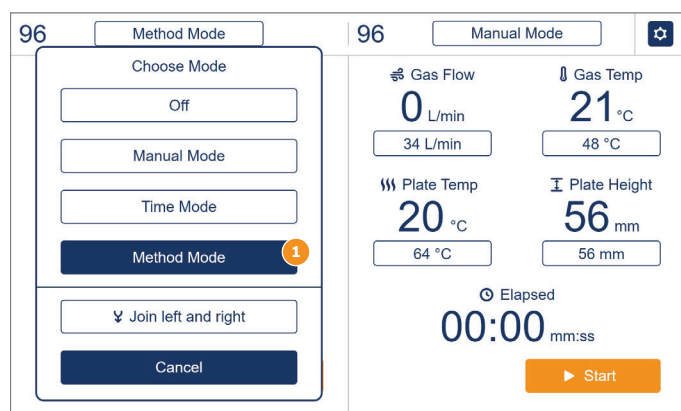 96
Method Mode
96
Manual Mode
Choose Mode
Off
Manual Mode
Time Mode
Method Mode
1
Join left and right
Cancel
Gas Flow
0 L/min
34 L/min
Gas Temp
21 °C
48 °C
Plate Temp
20 °C
64 °C
Plate Height
56 mm
56 mm
Elapsed
00:00 mm:ss
Start